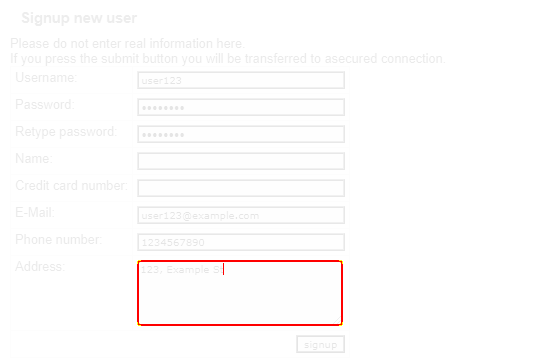 Signup new user
Please do not enter real information here.
If you press the submit button you will be transferred to asecured connection.
Username: user123
Password: ••••••••
Retype password: ••••••••
Name:
Credit card number:
E-Mail: user123@example.com
Phone number: 1234567890
Address: 123, Example St
signup